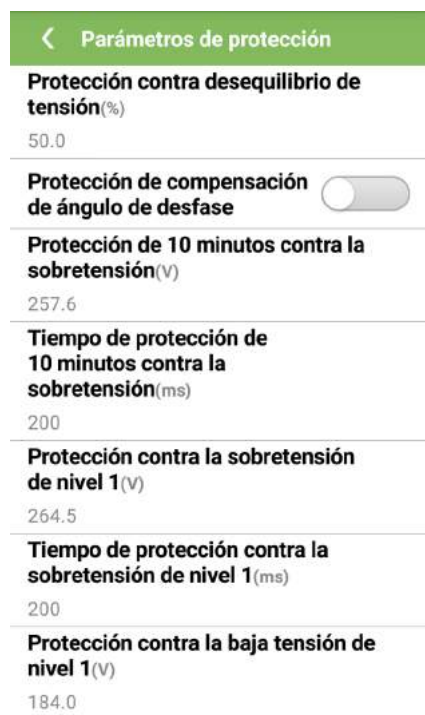 Parámetros de protección
Protección contra desequilibrio de
tensión(%)
50.0
Protección de compensación
de ángulo de desfase
Protección de 10 minutos contra la
sobretensión(V)
257.6
Tiempo de protección de
10 minutos contra la
sobretensión(ms)
200
Protección contra la sobretensión
de nivel 1(V)
264.5
Tiempo de protección contra la
sobretensión de nivel 1(ms)
200
Protección contra la baja tensión de
nivel 1(V)
184.0